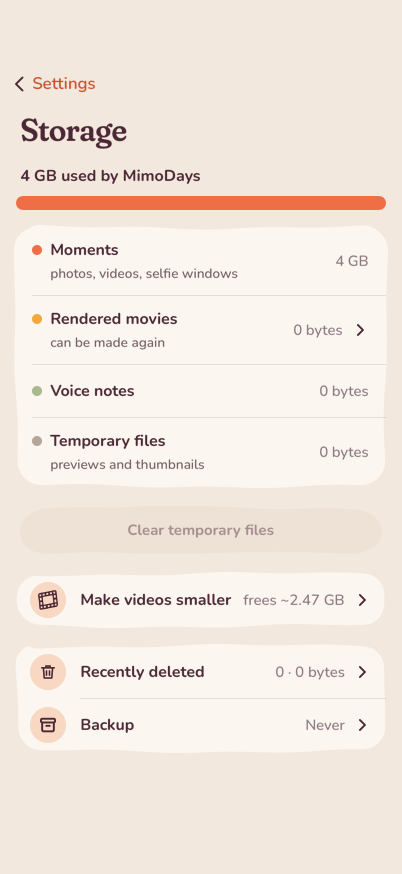 Settings
Storage
4 GB used by MimoDays
Moments
photos, videos, selfie windows
4 GB
Rendered movies
can be made again
0 bytes
Voice notes
0 bytes
Temporary files
previews and thumbnails
0 bytes
Clear temporary files
Make videos smaller frees ~2.47 GB
Recently deleted 0 · 0 bytes
Backup Never